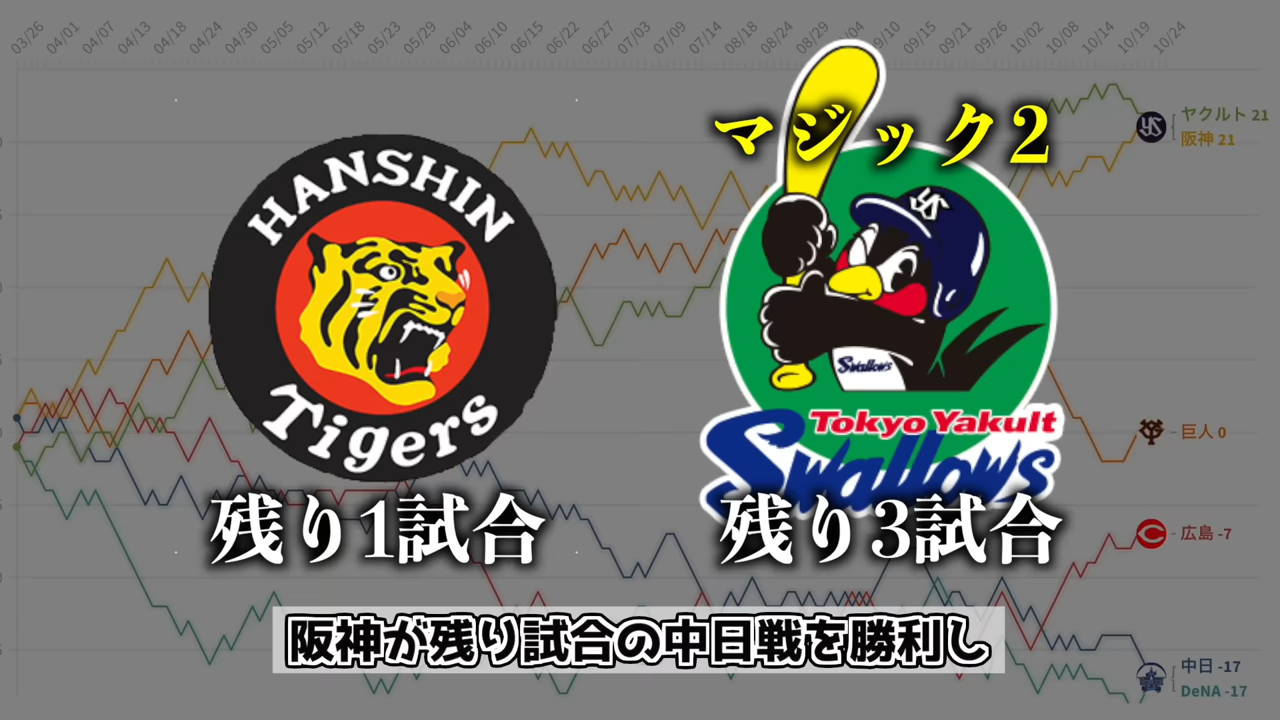 03/26 04/01 04/07 04/13 04/18 04/24 04/30 05/05 05/12 05/18 05/23 05/29 06/04 06/10 06/15 06/22 06/27 07/03 07/09 07/14 08/18 08/24 08/29 09/15 09/21 09/26 10/02 10/08 10/14 10/19 10/24
マジック2
ヤクルト 21
阪神 21
HANSHIN
Tigers
YS
Swallows
Tokyo Yakult
Swallows
巨人 0
残り1試合
残り3試合
広島 -7
阪神が残り試合の中日戦を勝利し
中日 -17
DeNA -17